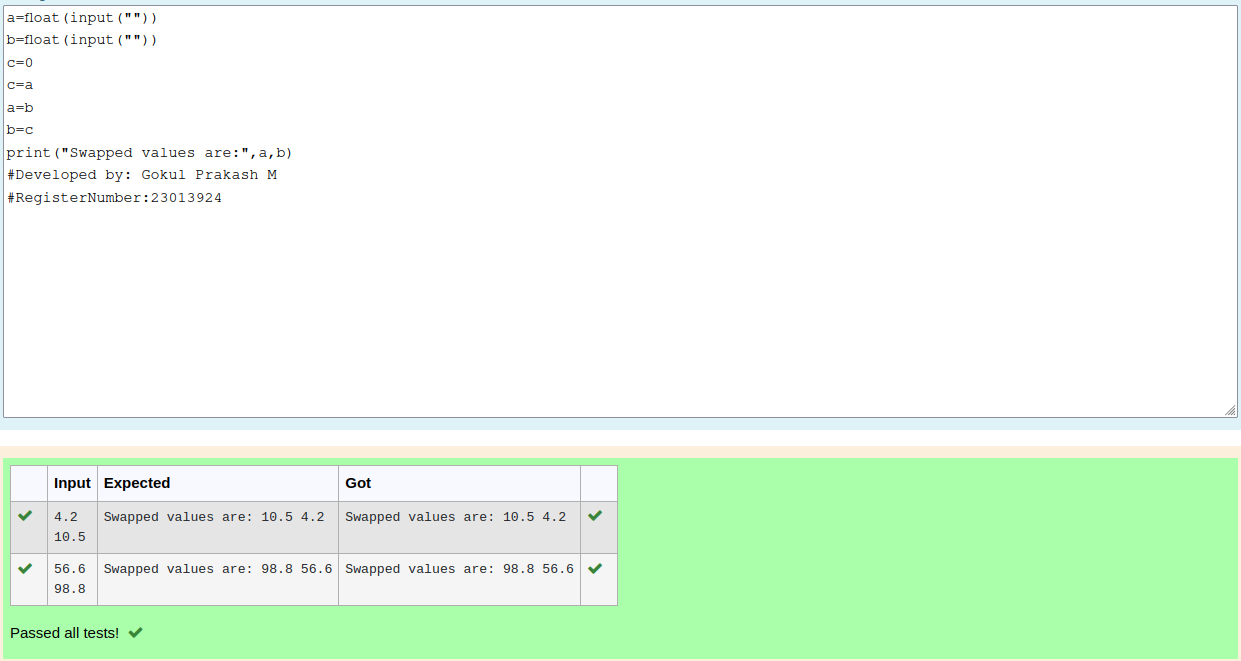 a=float(input(""))
b=float(input(""))
c=0
c=a
a=b
b=c
print("Swapped values are:",a,b)
#Developed by: Gokul Prakash M
#RegisterNumber:23013924
Input Expected Got
4.2 Swapped values are: 10.5 4.2 Swapped values are: 10.5 4.2
10.5
56.6 Swapped values are: 98.8 56.6 Swapped values are: 98.8 56.6
98.8
Passed all tests!